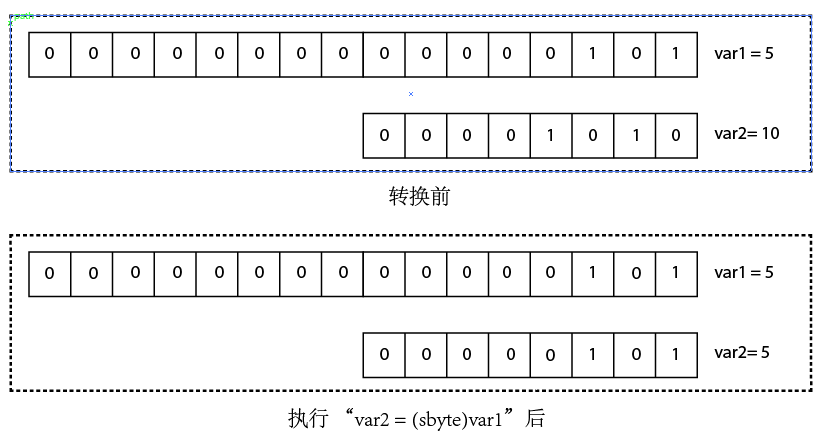 path
0 0 0 0 0 0 0 0 0 0 0 0 0 1 0 1 var1 = 5
0 0 0 0 1 0 1 0 var2= 10
转换前
0 0 0 0 0 0 0 0 0 0 0 0 0 1 0 1 var1 = 5
0 0 0 0 0 1 0 1 var2= 5
执行 “var2 = (sbyte)var1” 后